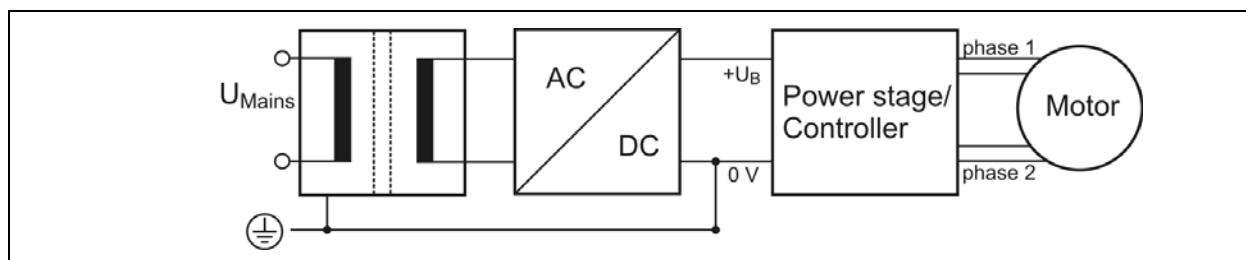 U_Mains
AC
DC
+U_B
0 V
Power stage/
Controller
phase 1
phase 2
Motor